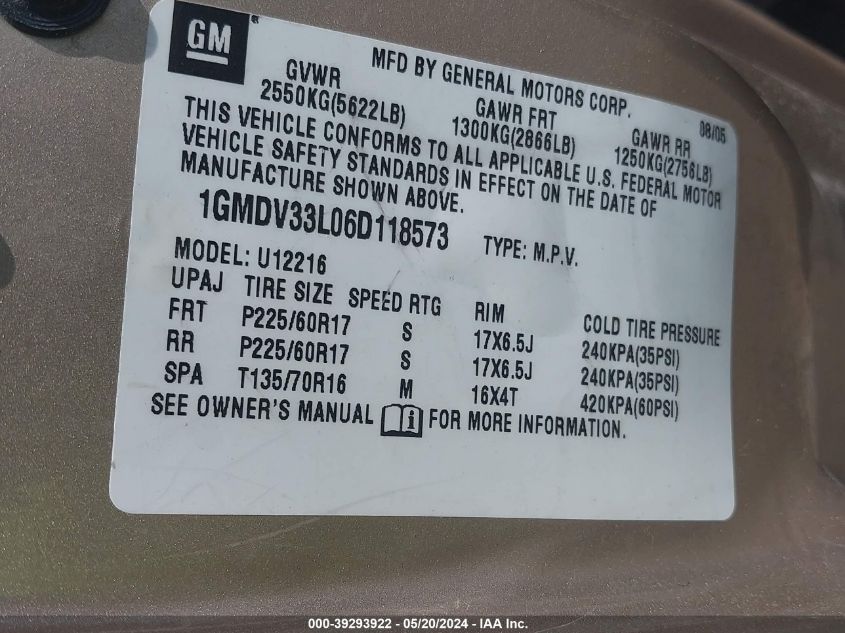 GM
MFD BY GENERAL MOTORS CORP. 08/05
GVWR GAWR FRT GAWR RR
2550KG(5622LB) 1300KG(2866LB) 1250KG(2756LB)
THIS VEHICLE CONFORMS TO ALL APPLICABLE U.S. FEDERAL MOTOR
VEHICLE SAFETY STANDARDS IN EFFECT ON THE DATE OF
MANUFACTURE SHOWN ABOVE.
1GMDV33L06D118573 TYPE: M.P.V.
MODEL: U12216
UPAJ TIRE SIZE SPEED RTG RIM COLD TIRE PRESSURE
FRT P225/60R17 S 17X6.5J 240KPA(35PSI)
RR P225/60R17 S 17X6.5J 240KPA(35PSI)
SPA T135/70R16 M 16X4T 420KPA(60PSI)
SEE OWNER'S MANUAL i FOR MORE INFORMATION.
000-39293922 - 05/20/2024 - IAA Inc.